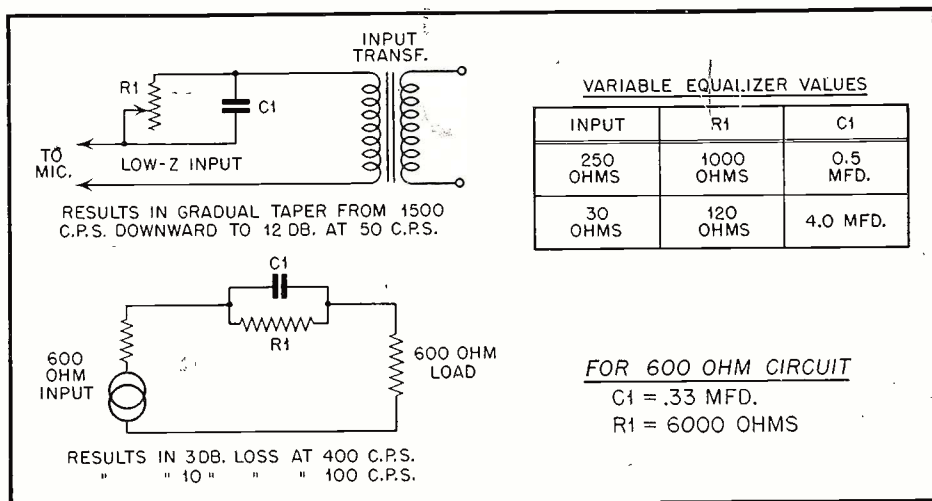 INPUT
TRANSF.
R1
C1
TO
MIC.
LOW-Z INPUT
RESULTS IN GRADUAL TAPER FROM 1500
C.P.S. DOWNWARD TO 12 DB. AT 50 C.P.S.
VARIABLE EQUALIZER VALUES
INPUT R1 C1
250 OHMS 1000 OHMS 0.5 MFD.
30 OHMS 120 OHMS 4.0 MFD.
C1
R1
600
OHM
INPUT
600 OHM
LOAD
RESULTS IN 3DB. LOSS AT 400 C.P.S.
" " 10 " " " 100 C.P.S.
FOR 600 OHM CIRCUIT
C1 = .33 MFD.
R1 = 6000 OHMS